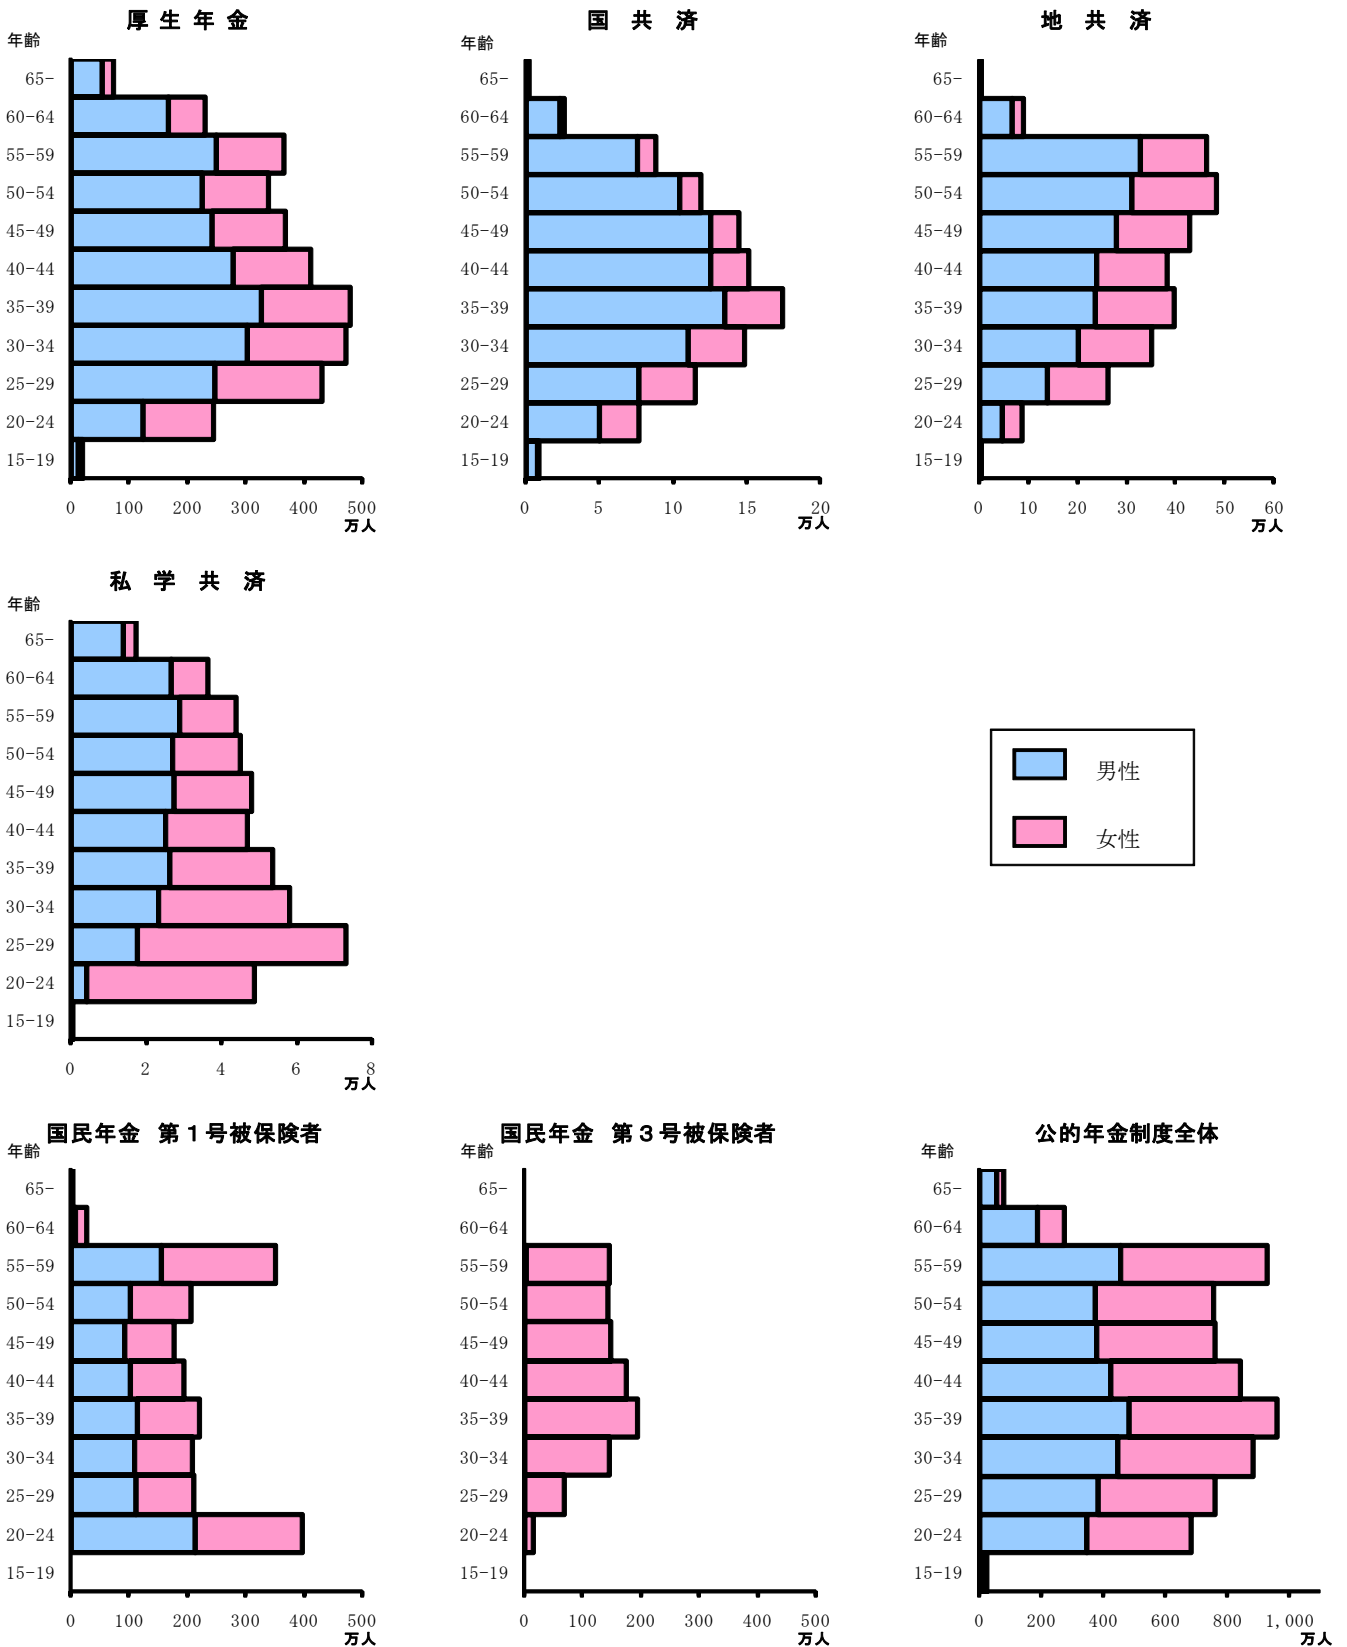 厚 生 年 金
年齢
65-
60-64
55-59
50-54
45-49
40-44
35-39
30-34
25-29
20-24
15-19
0 100 200 300 400 500
万人
国 共 済
年齢
65-
60-64
55-59
50-54
45-49
40-44
35-39
30-34
25-29
20-24
15-19
0 5 10 15 20
万人
地 共 済
年齢
65-
60-64
55-59
50-54
45-49
40-44
35-39
30-34
25-29
20-24
15-19
0 10 20 30 40 50 60
万人
私 学 共 済
年齢
65-
60-64
55-59
50-54
45-49
40-44
35-39
30-34
25-29
20-24
15-19
0 2 4 6 8
万人
男性
女性
国民年金 第1号被保険者
年齢
65-
60-64
55-59
50-54
45-49
40-44
35-39
30-34
25-29
20-24
15-19
0 100 200 300 400 500
万人
国民年金 第3号被保険者
年齢
65-
60-64
55-59
50-54
45-49
40-44
35-39
30-34
25-29
20-24
15-19
0 100 200 300 400 500
万人
公的年金制度全体
年齢
65-
60-64
55-59
50-54
45-49
40-44
35-39
30-34
25-29
20-24
15-19
0 200 400 600 800 1,000
万人